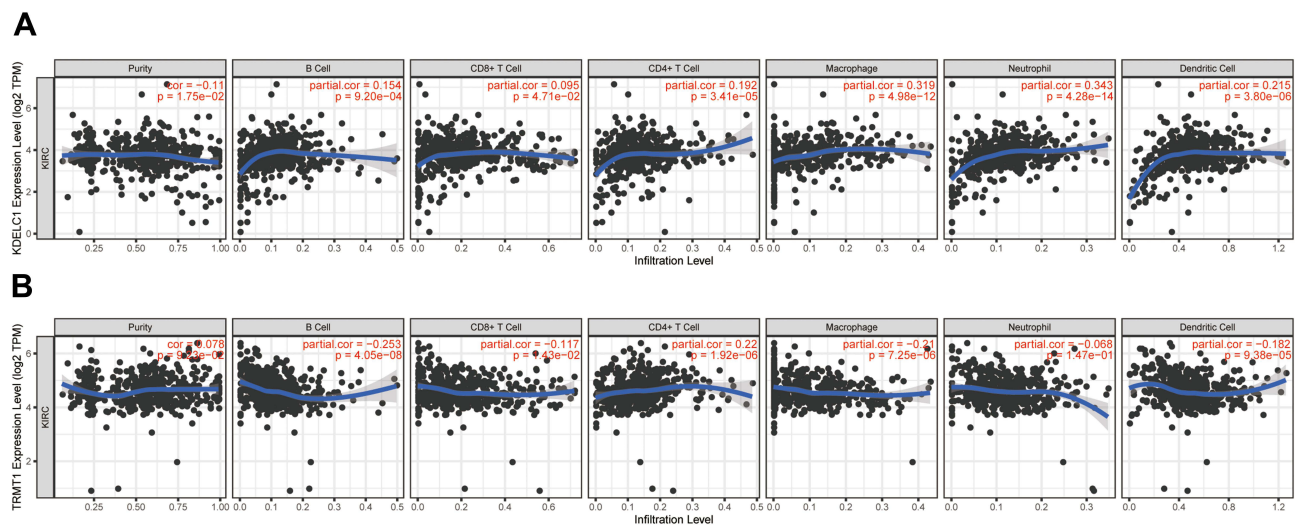 A
Purity
B Cell
CD8+ T Cell
CD4+ T Cell
Macrophage
Neutrophil
Dendritic Cell
KDELC1 Expression Level (log2 TPM)
KIRC
6
4
2
0
cor = −0.11
p = 1.75e−02
partial.cor = 0.154
p = 9.20e−04
partial.cor = 0.095
p = 4.71e−02
partial.cor = 0.192
p = 3.41e−05
partial.cor = 0.319
p = 4.98e−12
partial.cor = 0.343
p = 4.28e−14
partial.cor = 0.215
p = 3.80e−06
0.25 0.50 0.75 1.00
0.0 0.1 0.2 0.3 0.4 0.5
0.0 0.2 0.4 0.6
0.0 0.1 0.2 0.3 0.4 0.5
0.0 0.1 0.2 0.3 0.4
0.0 0.1 0.2 0.3
0.0 0.4 0.8 1.2
Infiltration Level
B
Purity
B Cell
CD8+ T Cell
CD4+ T Cell
Macrophage
Neutrophil
Dendritic Cell
TRMT1 Expression Level (log2 TPM)
KIRC
6
4
2
cor = 0.078
p =
partial.cor = −0.253
p = 4.05e−08
partial.cor = −0.117
p = 1.43e−02
partial.cor = 0.22
p = 1.92e−06
partial.cor = −0.21
p = 7.25e−06
partial.cor = −0.068
p = 1.47e−01
partial.cor = −0.182
p = 9.38e−05
0.25 0.50 0.75 1.00
0.0 0.1 0.2 0.3 0.4 0.5
0.0 0.2 0.4 0.6
0.0 0.1 0.2 0.3 0.4 0.5
0.0 0.1 0.2 0.3 0.4
0.0 0.1 0.2 0.3
0.0 0.4 0.8 1.2
Infiltration Level